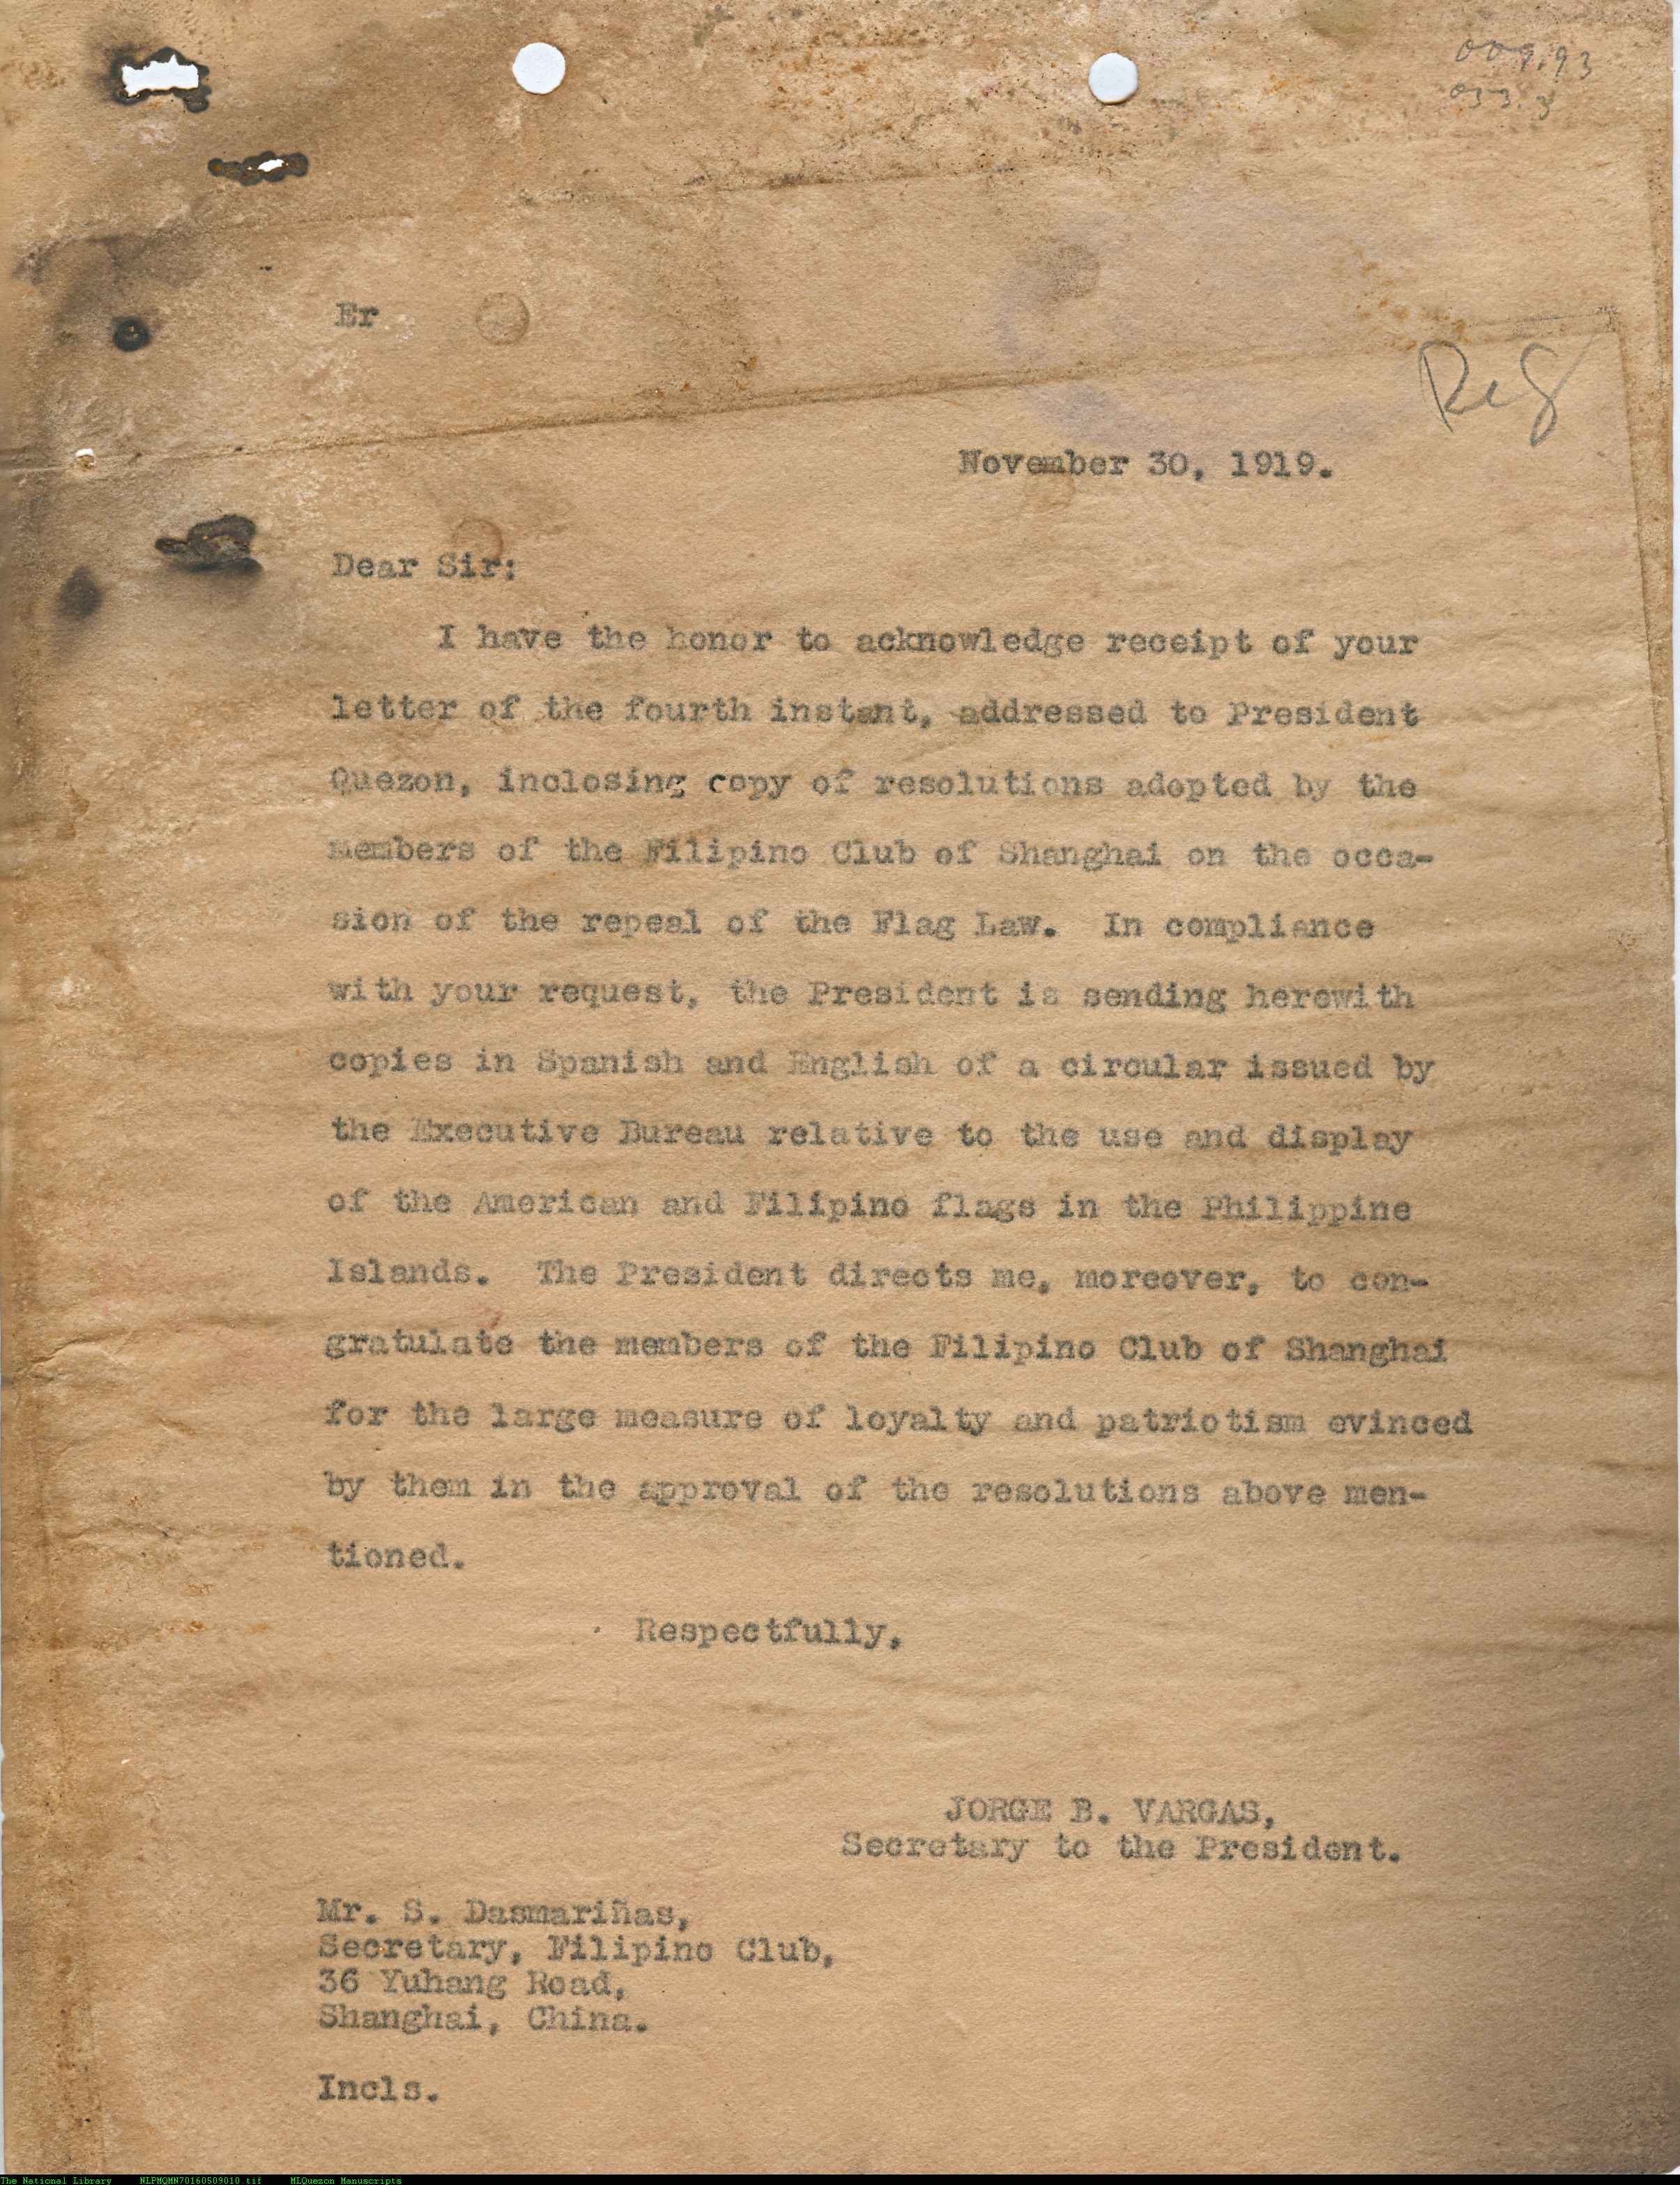 009.93
033.3
Er
Reg
November 30, 1919.
Dear Sir:
I have the honor to acknowledge receipt of your
letter of the fourth instant, addressed to President
Quezon, inclosing copy of resolutions adopted by the
members of the Filipino Club of Shanghai on the occa-
sion of the repeal of the Flag Law. In compliance
with your request, the President is sending herewith
copies in Spanish and English of a circular issued by
the Executive Bureau relative to the use and display
of the American and Filipino flags in the Philippine
Islands. The President directs me, moreover, to con-
gratulate the members of the Filipino Club of Shanghai
for the large measure of loyalty and patriotism evinced
by them in the approval of the resolutions above men-
tioned.
Respectfully,
JORGE B. VARGAS,
Secretary to the President.
Mr. S. Dasmariñas,
Secretary, Filipino Club,
36 Yuhang Road,
Shanghai, China.
Incls.
The National Library NLPMQMN70160509010.tif MLQuezon Manuscripts